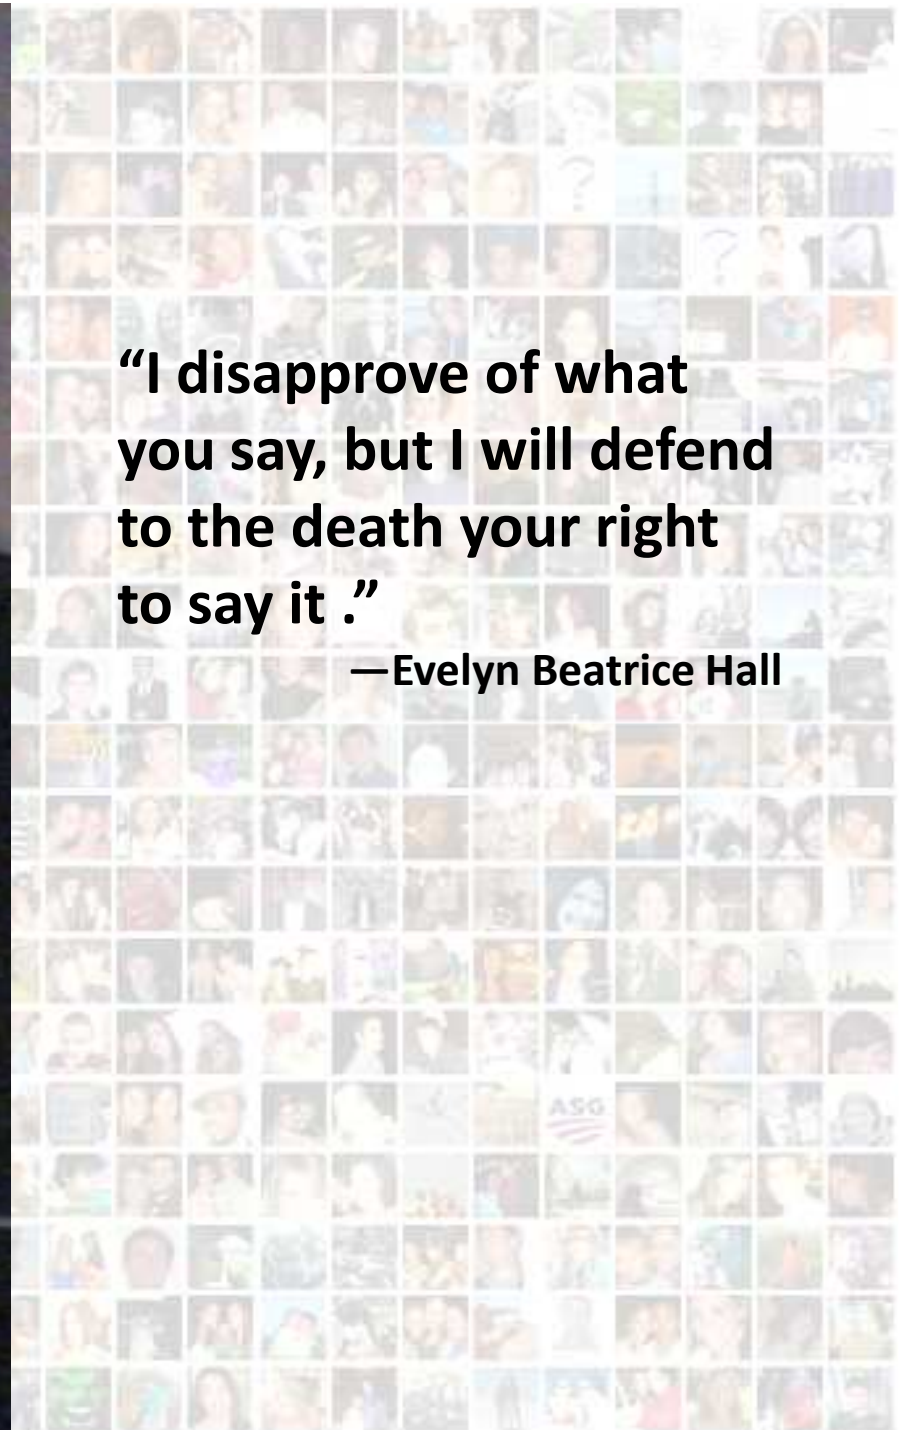 “I disapprove of what
you say, but I will defend
to the death your right
to say it .”
—Evelyn Beatrice Hall
?
?
ASG